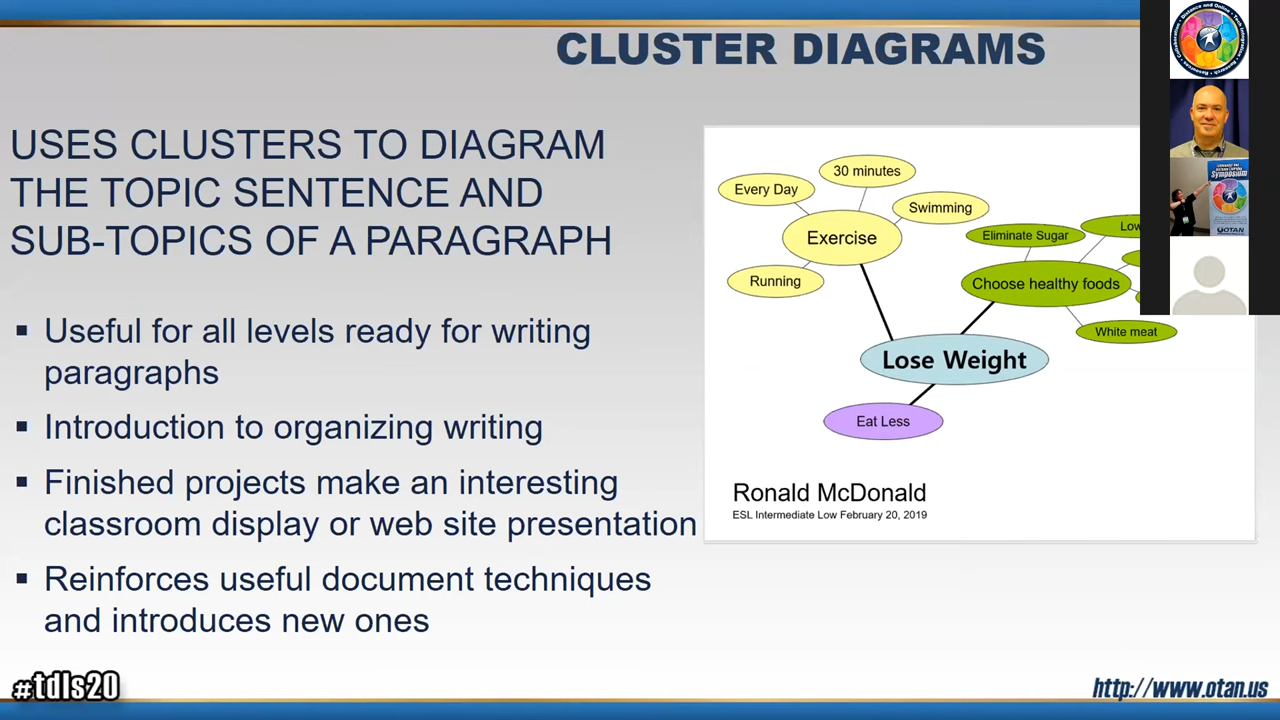 CLUSTER DIAGRAMS
USES CLUSTERS TO DIAGRAM
THE TOPIC SENTENCE AND
SUB-TOPICS OF A PARAGRAPH
▪ Useful for all levels ready for writing
paragraphs
▪ Introduction to organizing writing
▪ Finished projects make an interesting
classroom display or web site presentation
▪ Reinforces useful document techniques
and introduces new ones
30 minutes
Every Day
Swimming
Exercise
Running
Eliminate Sugar
Low
Choose healthy foods
White meat
Lose Weight
Eat Less
Ronald McDonald
ESL Intermediate Low February 20, 2019
Symposium
OTAN
#tdls20
http://www.otan.us